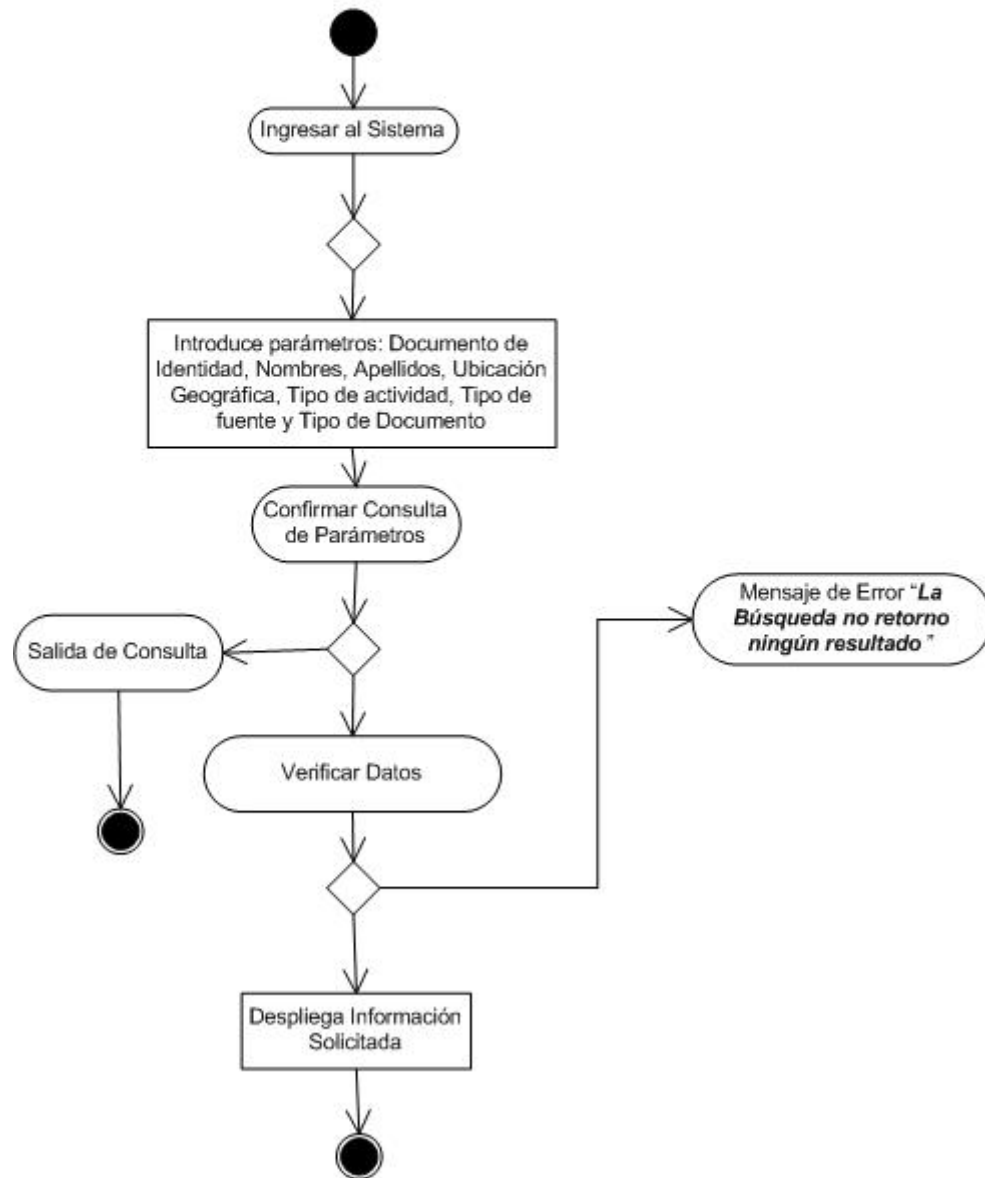 Ingresar al Sistema
Introduce parámetros: Documento de
Identidad, Nombres, Apellidos, Ubicación
Geográfica, Tipo de actividad, Tipo de
fuente y Tipo de Documento
Confirmar Consulta
de Parámetros
Mensaje de Error “La
Búsqueda no retorno
ningún resultado ”
Salida de Consulta
Verificar Datos
Despliega Información
Solicitada